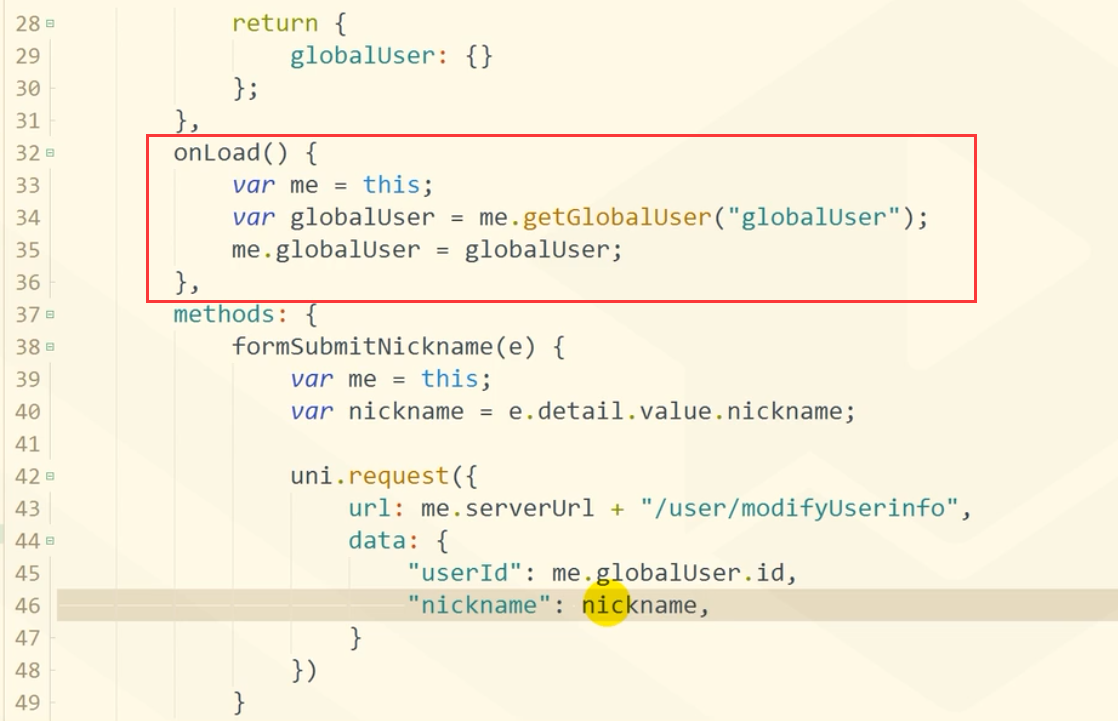 28 return {
29 globalUser: {}
30 };
31 },
32 onLoad() {
33 var me = this;
34 var globalUser = me.getGlobalUser("globalUser");
35 me.globalUser = globalUser;
36 },
37 methods: {
38 formSubmitNickname(e) {
39 var me = this;
40 var nickname = e.detail.value.nickname;
41
42 uni.request({
43 url: me.serverUrl + "/user/modifyUserinfo",
44 data: {
45 "userId": me.globalUser.id,
46 "nickname": nickname,
47 }
48 })
49 }